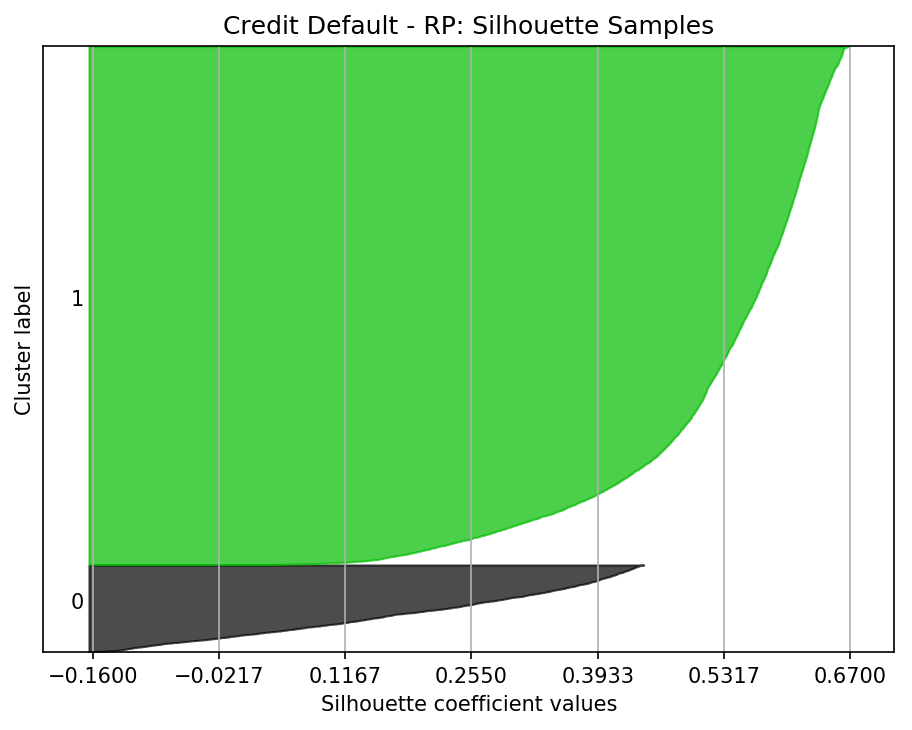 Credit Default - RP: Silhouette Samples
Cluster label
1
0
−0.1600 −0.0217 0.1167 0.2550 0.3933 0.5317 0.6700
Silhouette coefficient values